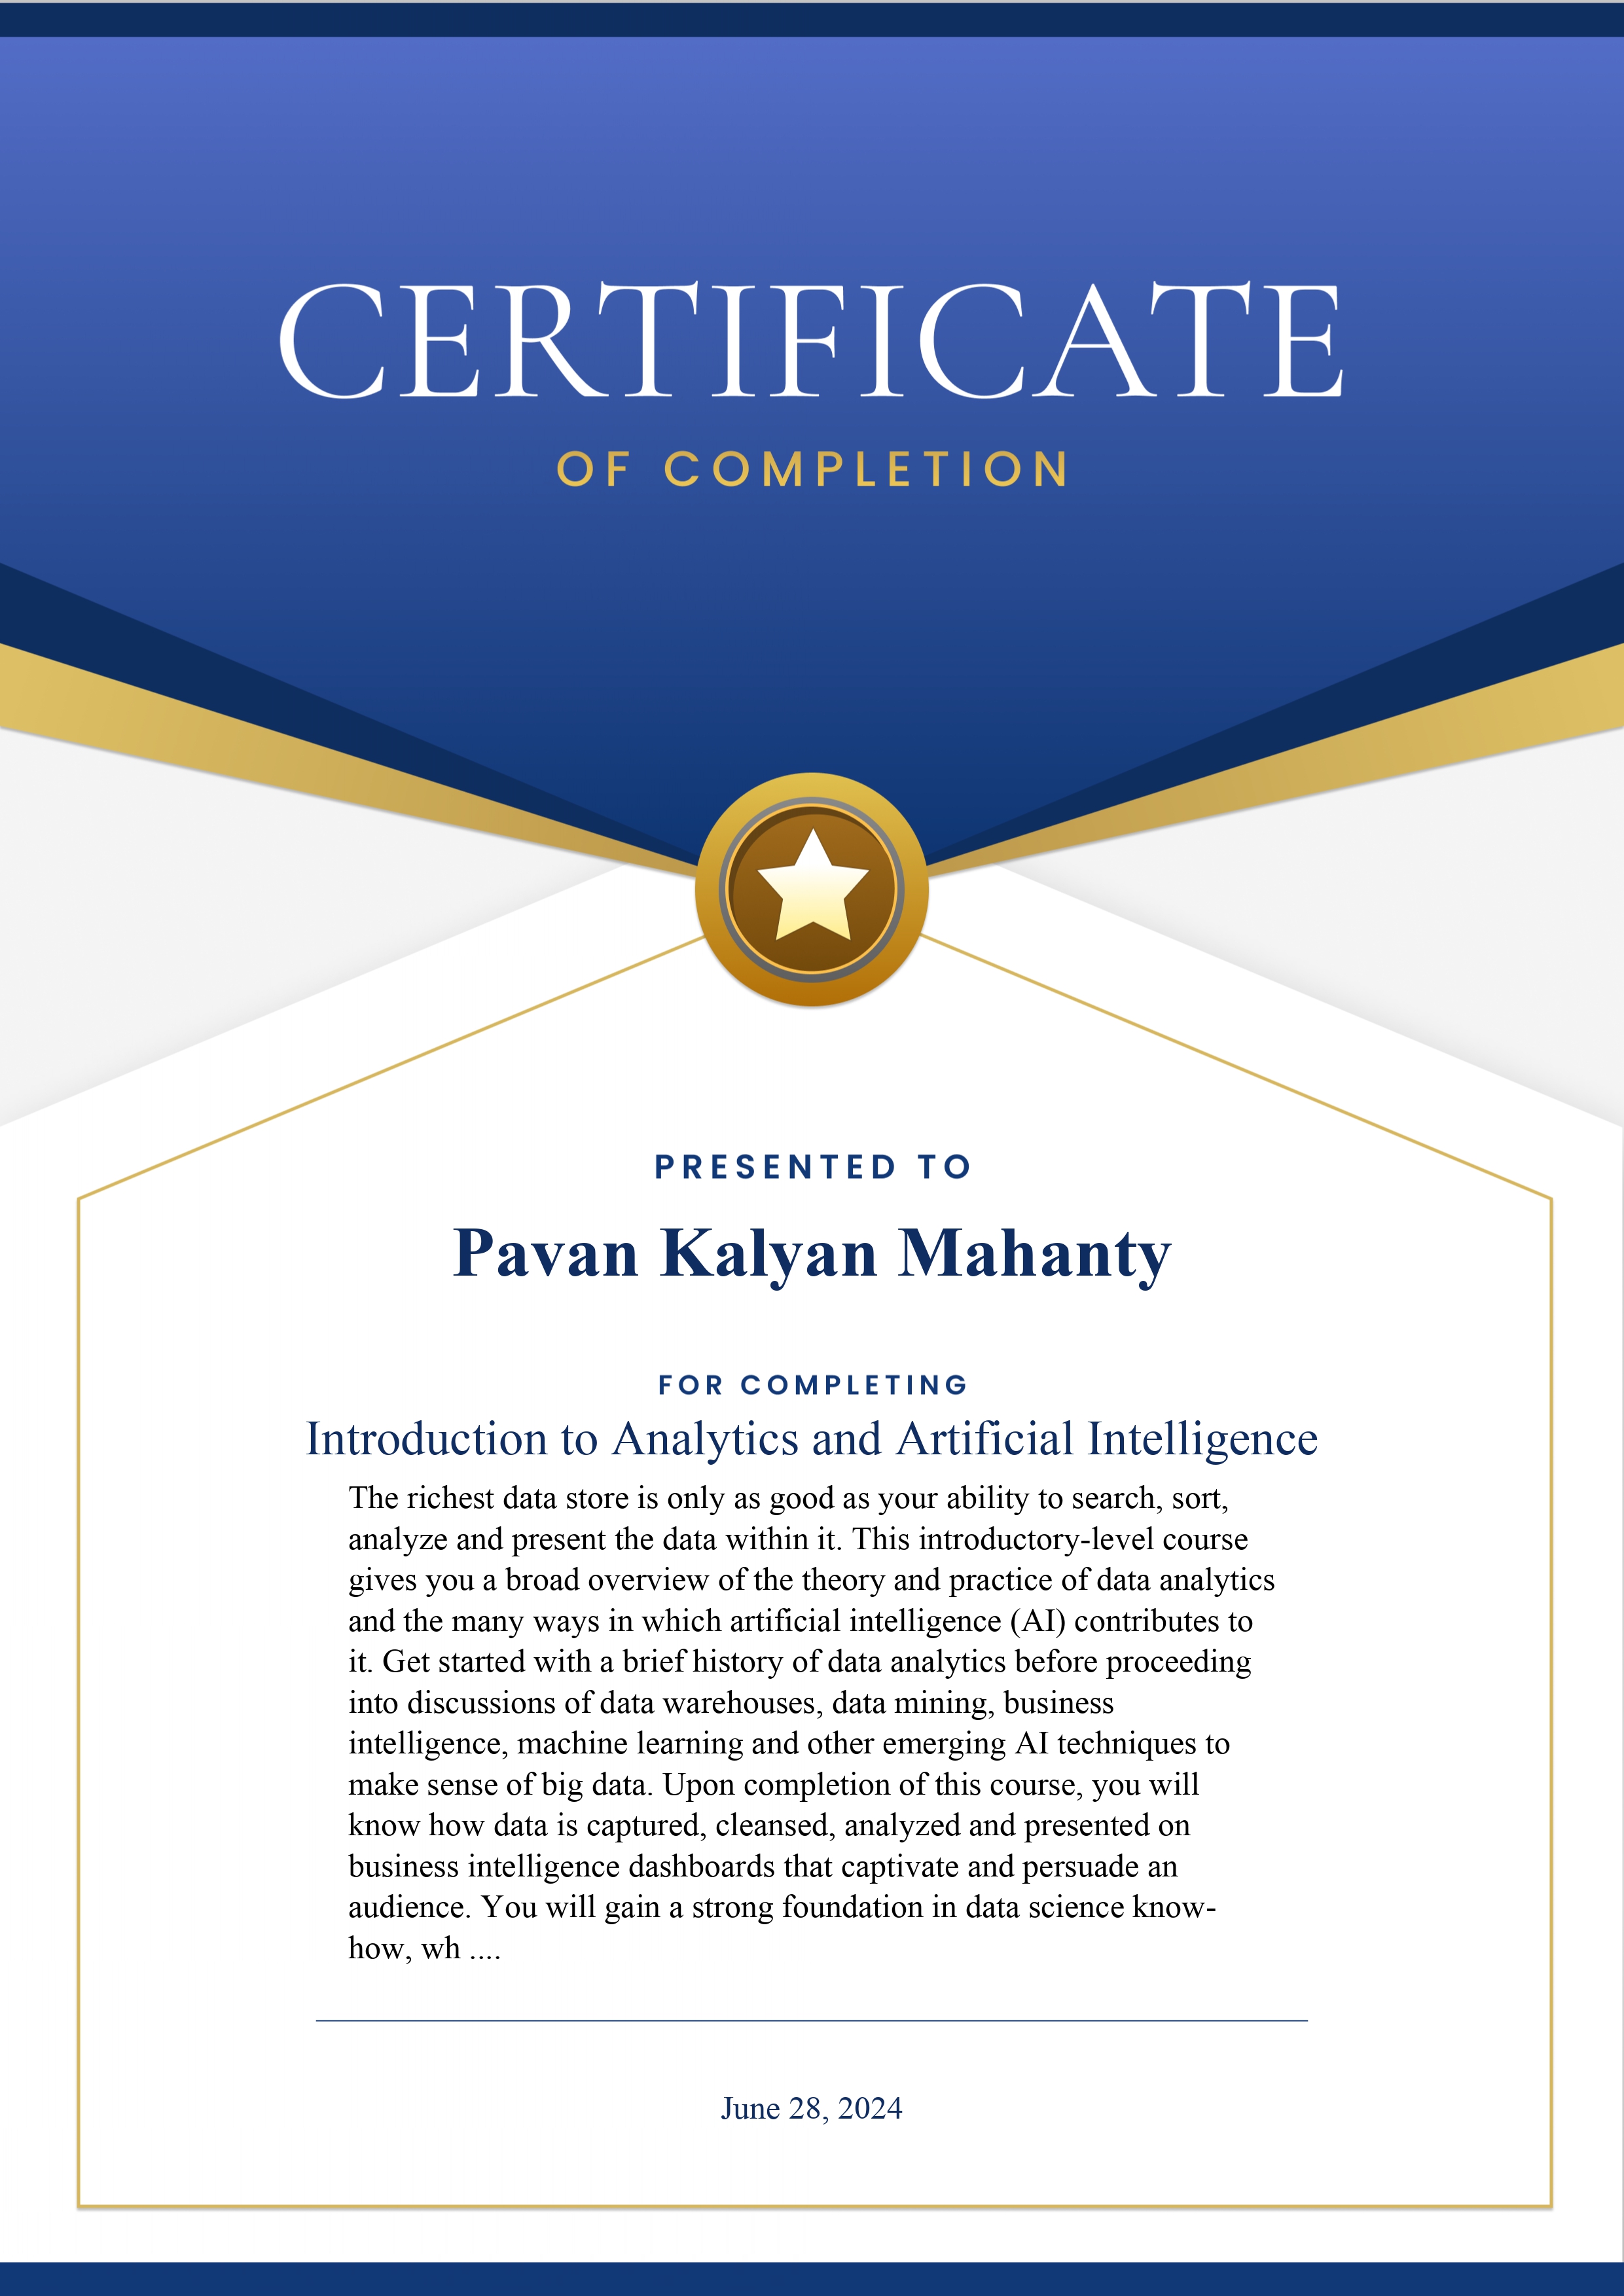 CERTIFICATE
OF COMPLETION
PRESENTED TO
Pavan Kalyan Mahanty
FOR COMPLETING
Introduction to Analytics and Artificial Intelligence
The richest data store is only as good as your ability to search, sort,
analyze and present the data within it. This introductory-level course
gives you a broad overview of the theory and practice of data analytics
and the many ways in which artificial intelligence (AI) contributes to
it. Get started with a brief history of data analytics before proceeding
into discussions of data warehouses, data mining, business
intelligence, machine learning and other emerging AI techniques to
make sense of big data. Upon completion of this course, you will
know how data is captured, cleansed, analyzed and presented on
business intelligence dashboards that captivate and persuade an
audience. You will gain a strong foundation in data science know-
how, wh ....
June 28, 2024